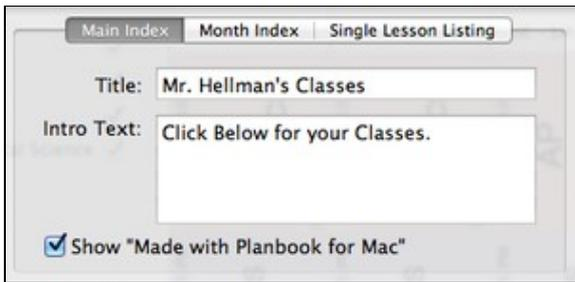 Main Index Month Index Single Lesson Listing
Title: Mr. Hellman's Classes
Intro Text: Click Below for your Classes.
Show "Made with Planbook for Mac"